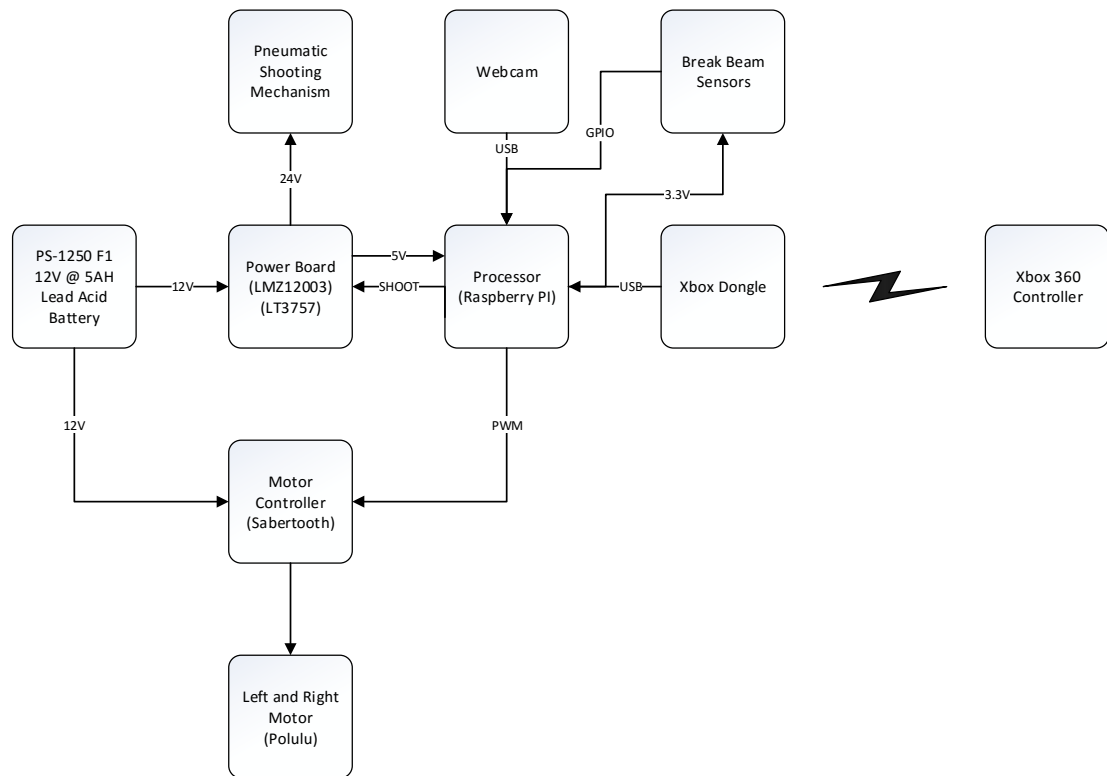 Pneumatic
Shooting
Mechanism
Webcam
Break Beam
Sensors
GPIO
USB
24V
3.3V
PS-1250 F1
12V @ 5AH
Lead Acid
Battery
12V
Power Board
(LMZ12003)
(LT3757)
5V
SHOOT
Processor
(Raspberry PI)
USB
Xbox Dongle
Xbox 360
Controller
12V
PWM
Motor
Controller
(Sabertooth)
Left and Right
Motor
(Polulu)